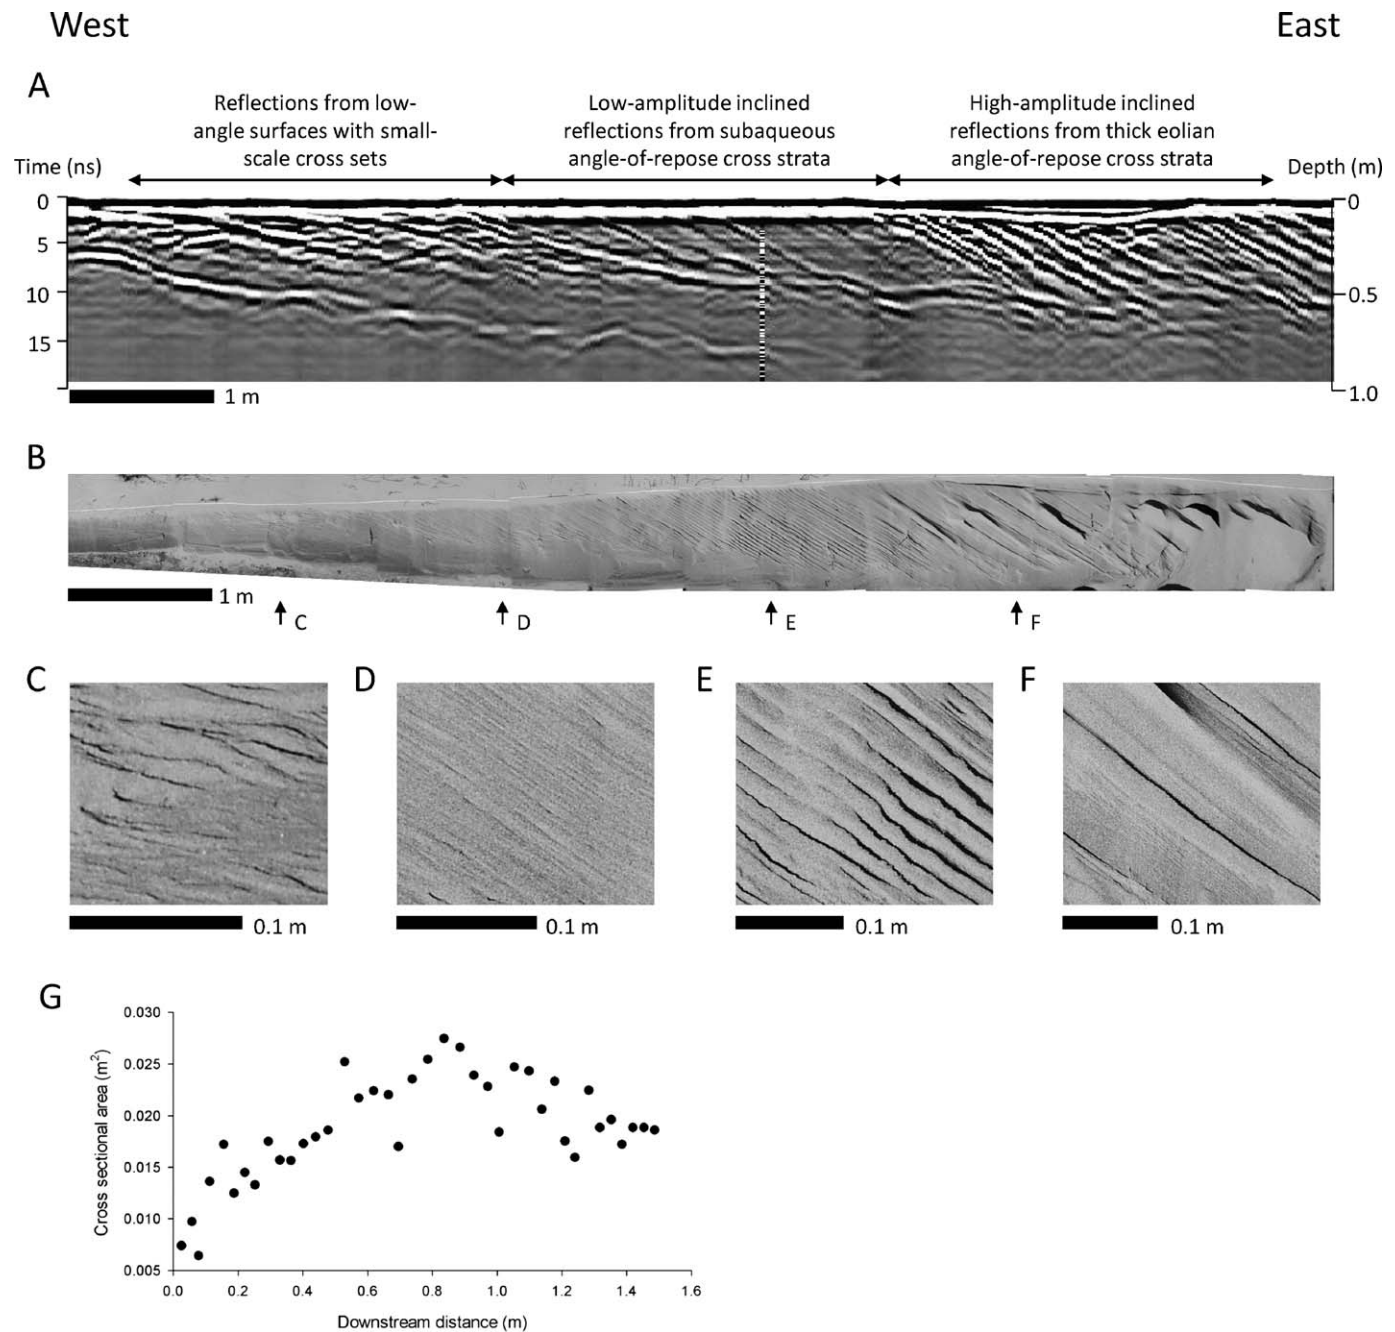 West
East
A
Reflections from low-
angle surfaces with small-
scale cross sets
Low-amplitude inclined
reflections from subaqueous
angle-of-repose cross strata
High-amplitude inclined
reflections from thick eolian
angle-of-repose cross strata
Time (ns)
Depth (m)
0
5
10
15
0
0.5
1.0
1 m
B
1 m
C
D
E
F
C
D
E
F
0.1 m
0.1 m
0.1 m
0.1 m
G
Cross sectional area (m²)
0.030
0.025
0.020
0.015
0.010
0.005
0.0 0.2 0.4 0.6 0.8 1.0 1.2 1.4 1.6
Downstream distance (m)